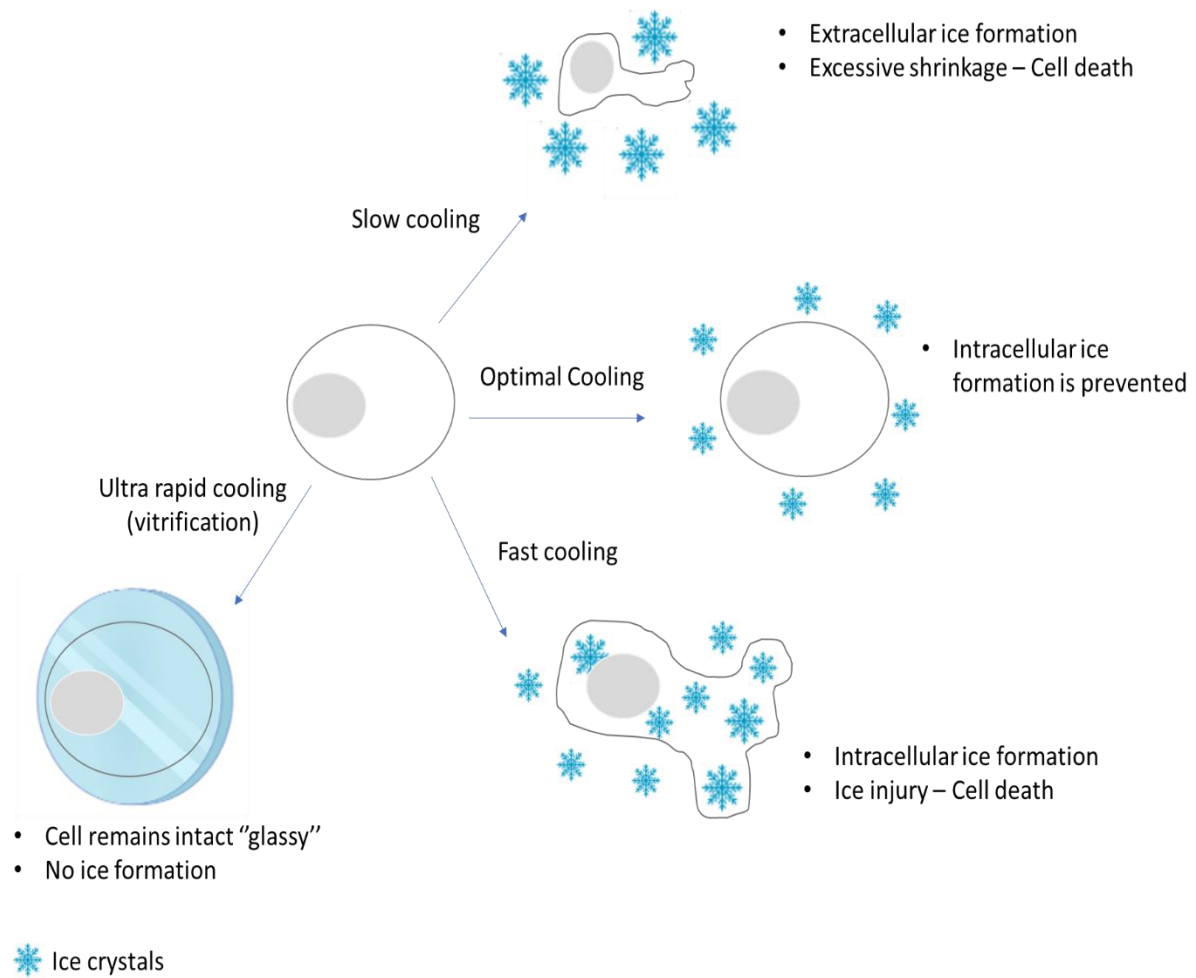 • Extracellular ice formation
• Excessive shrinkage – Cell death
Slow cooling
Optimal Cooling
• Intracellular ice
formation is prevented
Ultra rapid cooling
(vitrification)
Fast cooling
• Intracellular ice formation
• Ice injury – Cell death
• Cell remains intact ‘’glassy’’
• No ice formation
Ice crystals